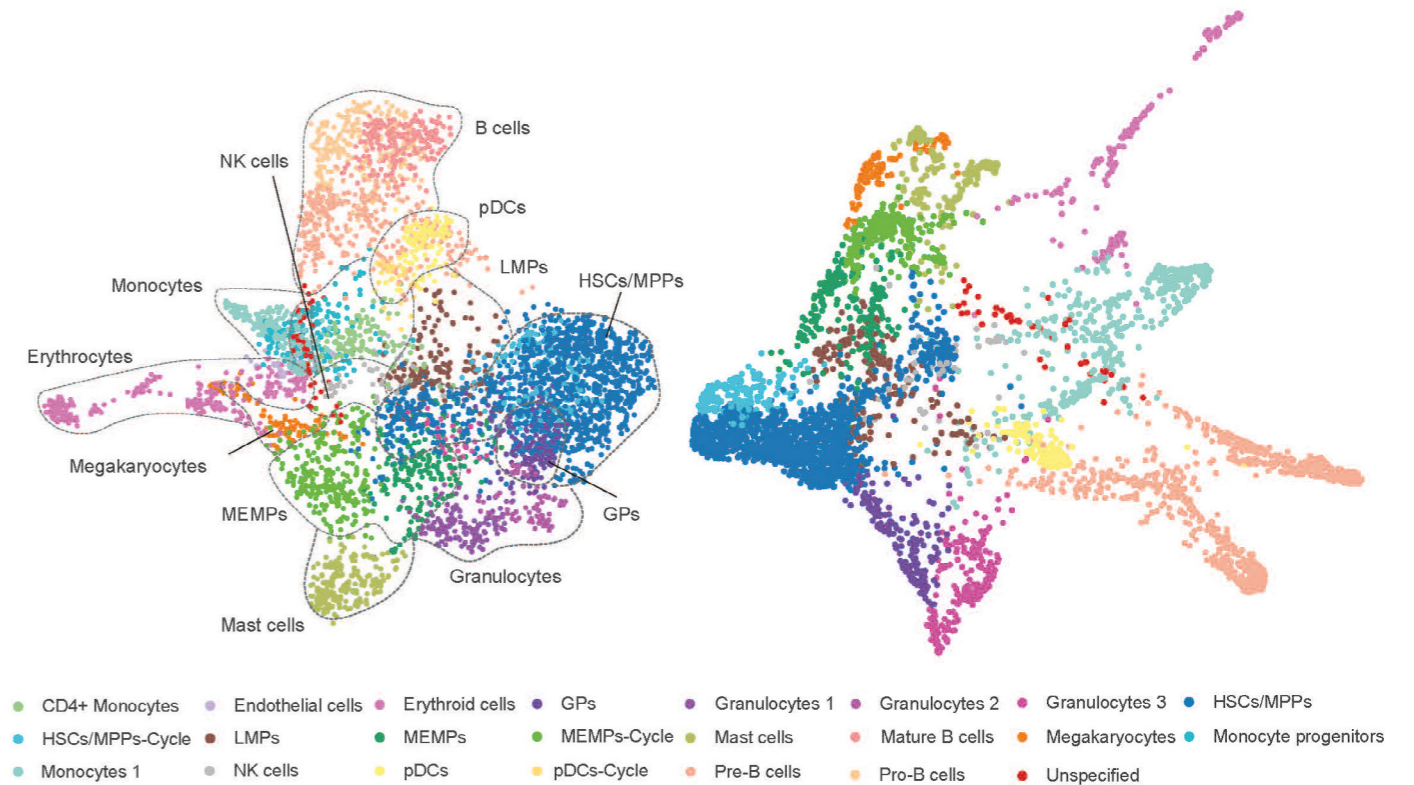 B cells
NK cells
pDCs
LMPs
HSCs/MPPs
Monocytes
Erythrocytes
Megakaryocytes
MEMPs
GPs
Granulocytes
Mast cells
CD4+ Monocytes Endothelial cells Erythroid cells GPs Granulocytes 1 Granulocytes 2 Granulocytes 3 HSCs/MPPs
HSCs/MPPs-Cycle LMPs MEMPs MEMPs-Cycle Mast cells Mature B cells Megakaryocytes Monocyte progenitors
Monocytes 1 NK cells pDCs pDCs-Cycle Pre-B cells Pro-B cells Unspecified